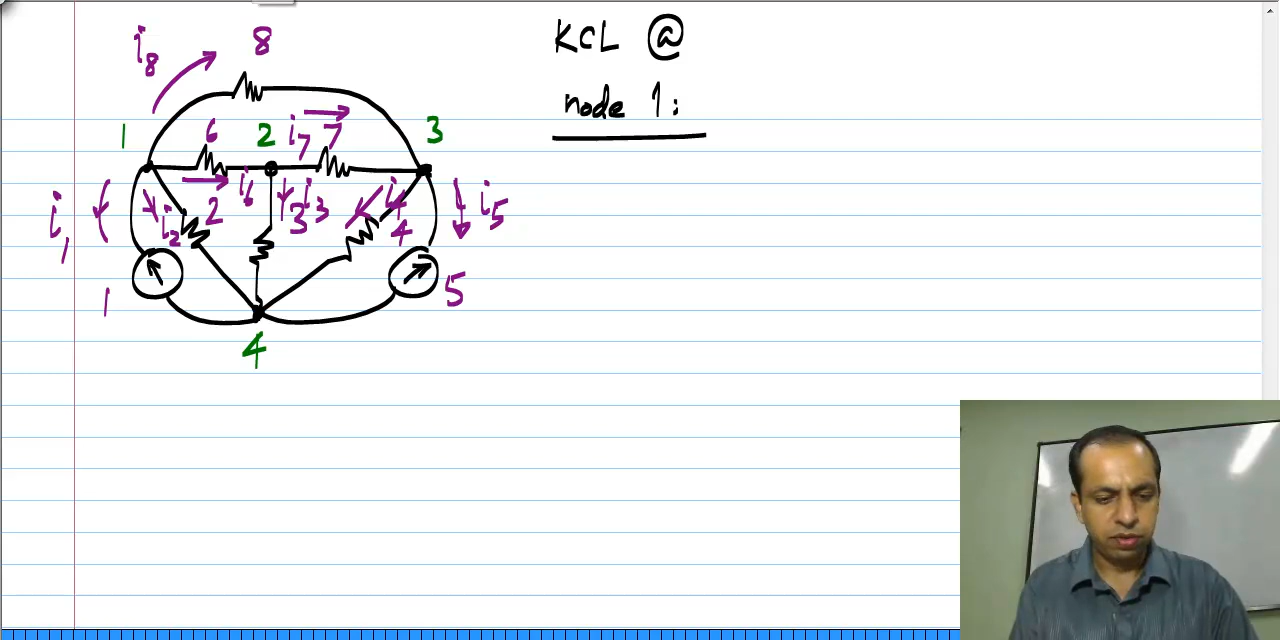 KCL @
node 1:
i8 8
1 6 2 i7 7 3
i1 i2 2 i6 3 i3 i4 4 i5
1 5
4